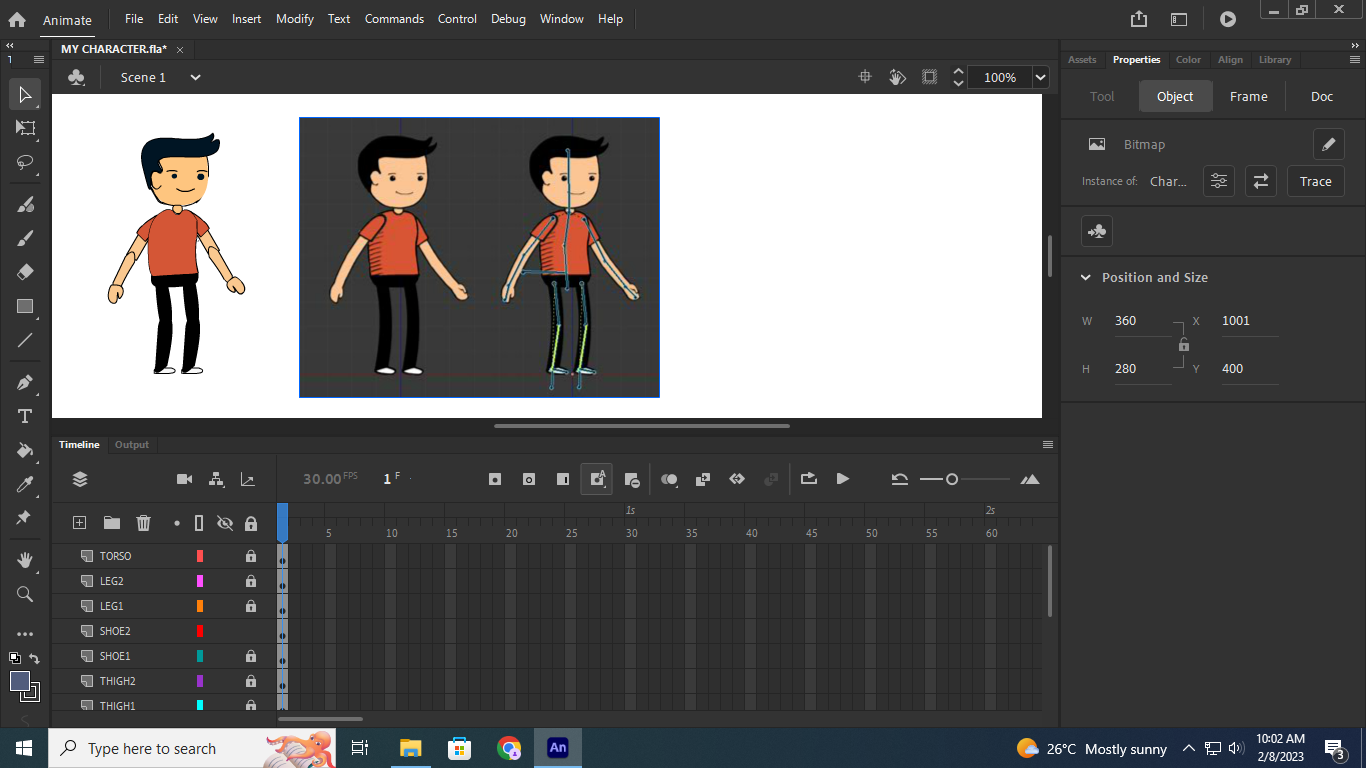 Animate File Edit View Insert Modify Text Commands Control Debug Window Help
MY CHARACTER.fla*
Scene 1 100%
1
Assets Properties Color Align Library
Tool Object Frame Doc
Bitmap
Instance of: Char... Trace
Position and Size
W 360 X 1001
H 280 Y 400
Timeline Output
30.00 FPS 1 F
1s 2s
5 10 15 20 25 30 35 40 45 50 55 60
TORSO
LEG2
LEG1
SHOE2
SHOE1
THIGH2
THIGH1
Type here to search An 26°C Mostly sunny 10:02 AM
2/8/2023 3